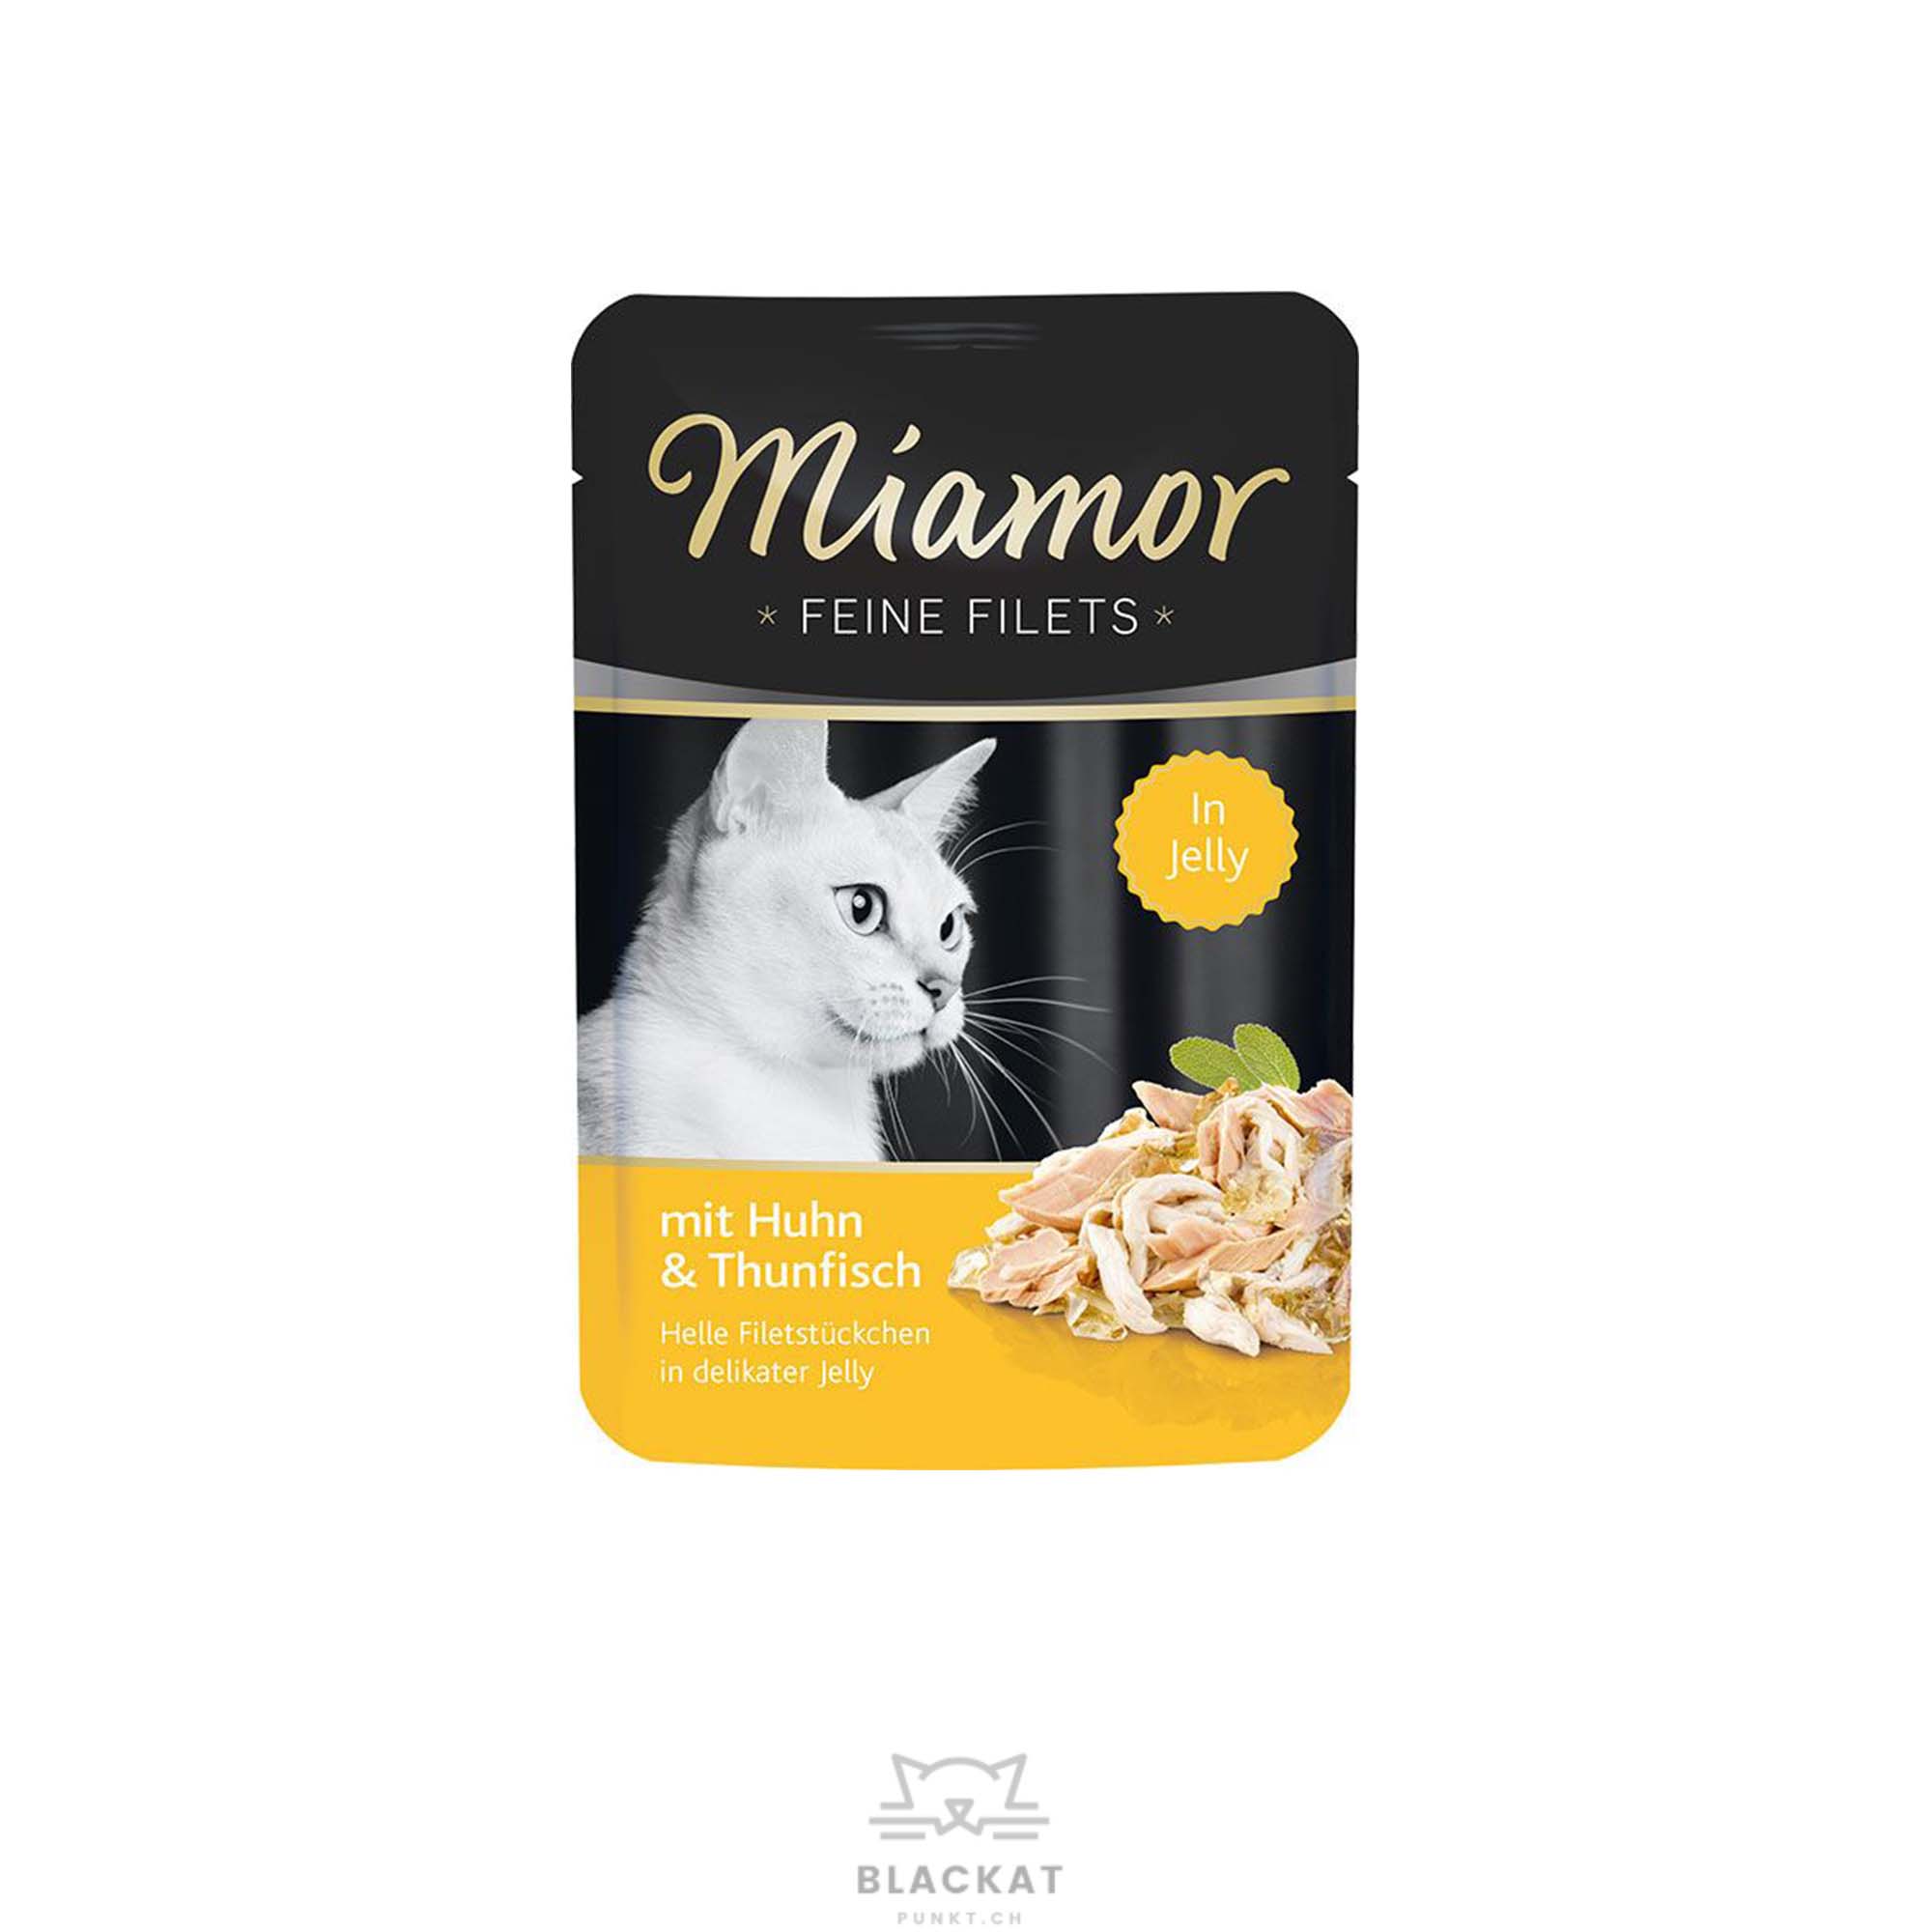 Miamor
* FEINE FILETS *
In
Jelly
mit Huhn
& Thunfisch
Helle Filetstückchen
in delikater Jelly
BLACKAT
PUNKT.CH